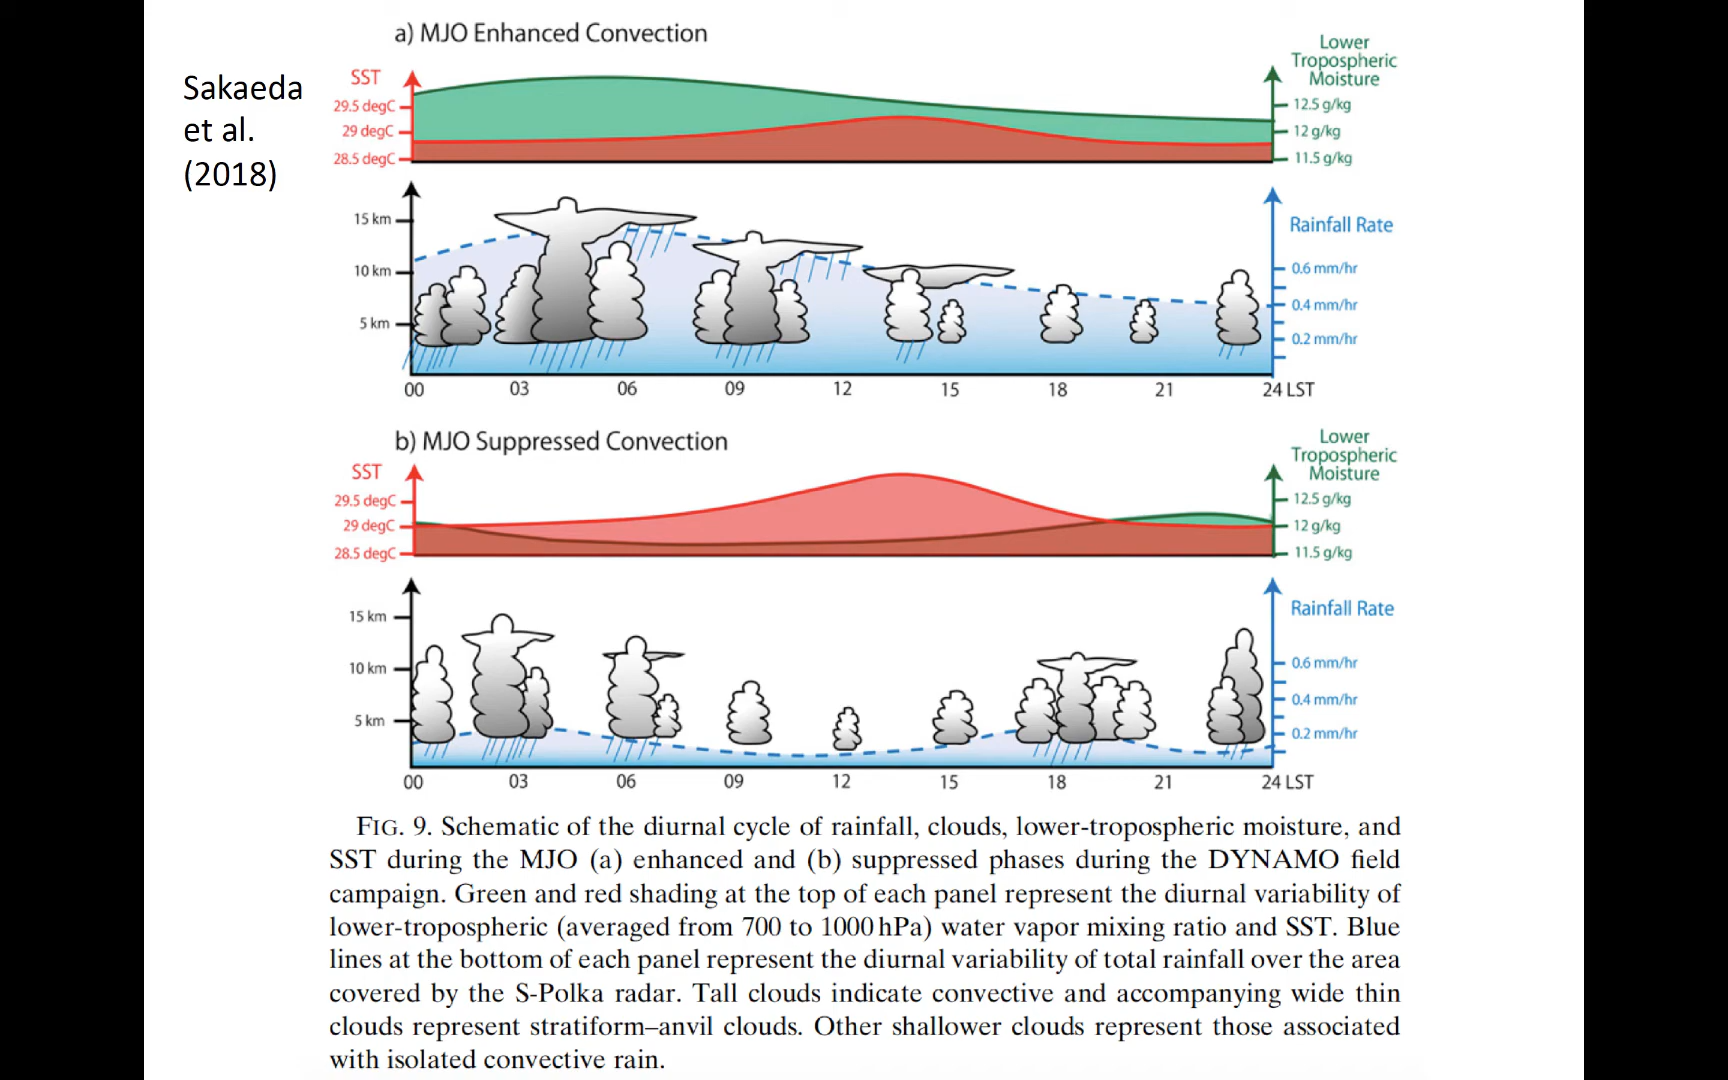 Sakaeda
et al.
(2018)
a) MJO Enhanced Convection
SST
29.5 degC
29 degC
28.5 degC
Lower
Tropospheric
Moisture
12.5 g/kg
12 g/kg
11.5 g/kg
15 km
10 km
5 km
Rainfall Rate
0.6 mm/hr
0.4 mm/hr
0.2 mm/hr
00 03 06 09 12 15 18 21 24 LST
b) MJO Suppressed Convection
SST
29.5 degC
29 degC
28.5 degC
Lower
Tropospheric
Moisture
12.5 g/kg
12 g/kg
11.5 g/kg
15 km
10 km
5 km
Rainfall Rate
0.6 mm/hr
0.4 mm/hr
0.2 mm/hr
00 03 06 09 12 15 18 21 24 LST
FIG. 9. Schematic of the diurnal cycle of rainfall, clouds, lower-tropospheric moisture, and
SST during the MJO (a) enhanced and (b) suppressed phases during the DYNAMO field
campaign. Green and red shading at the top of each panel represent the diurnal variability of
lower-tropospheric (averaged from 700 to 1000 hPa) water vapor mixing ratio and SST. Blue
lines at the bottom of each panel represent the diurnal variability of total rainfall over the area
covered by the S-Polka radar. Tall clouds indicate convective and accompanying wide thin
clouds represent stratiform–anvil clouds. Other shallower clouds represent those associated
with isolated convective rain.